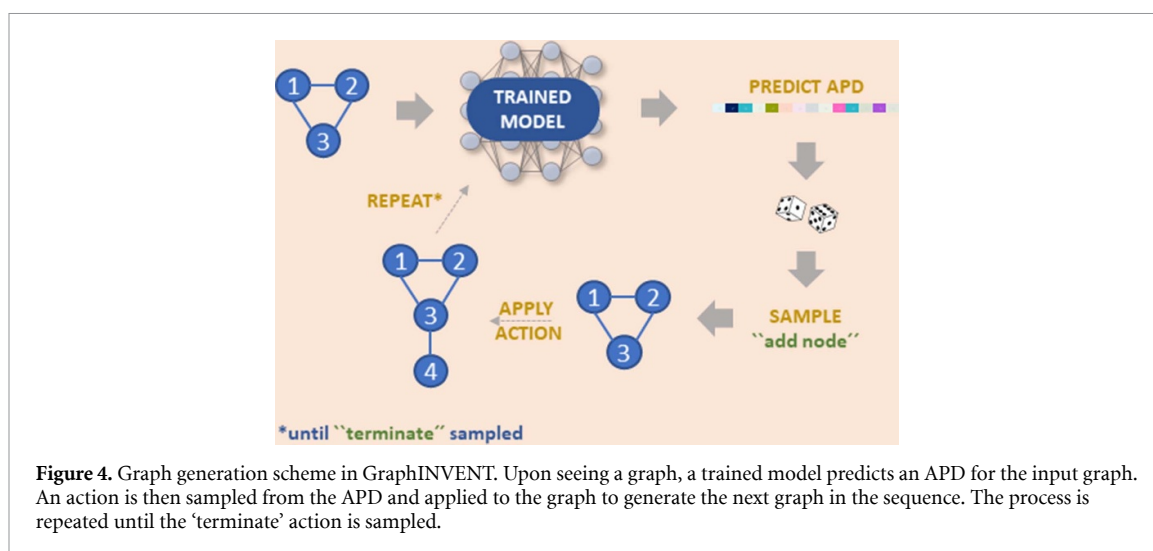 1 2
3
TRAINED
MODEL
PREDICT APD
REPEAT*
1 2
3
4
APPLY
ACTION
1 2
3
SAMPLE
``add node´´
*until ``terminate´´ sampled
Figure 4. Graph generation scheme in GraphINVENT. Upon seeing a graph, a trained model predicts an APD for the input graph.
An action is then sampled from the APD and applied to the graph to generate the next graph in the sequence. The process is
repeated until the ‘terminate’ action is sampled.